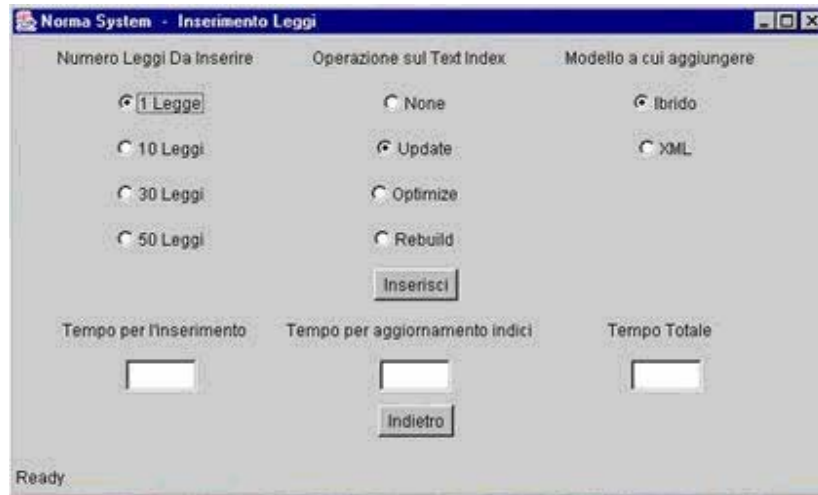 Norma System - Inserimento Leggi
Numero Leggi Da Inserire Operazione sul Text Index Modello a cui aggiungere
1 Legge None Ibrido
10 Leggi Update XML
30 Leggi Optimize
50 Leggi Rebuild
Inserisci
Tempo per l'inserimento Tempo per aggiornamento indici Tempo Totale
Indietro
Ready